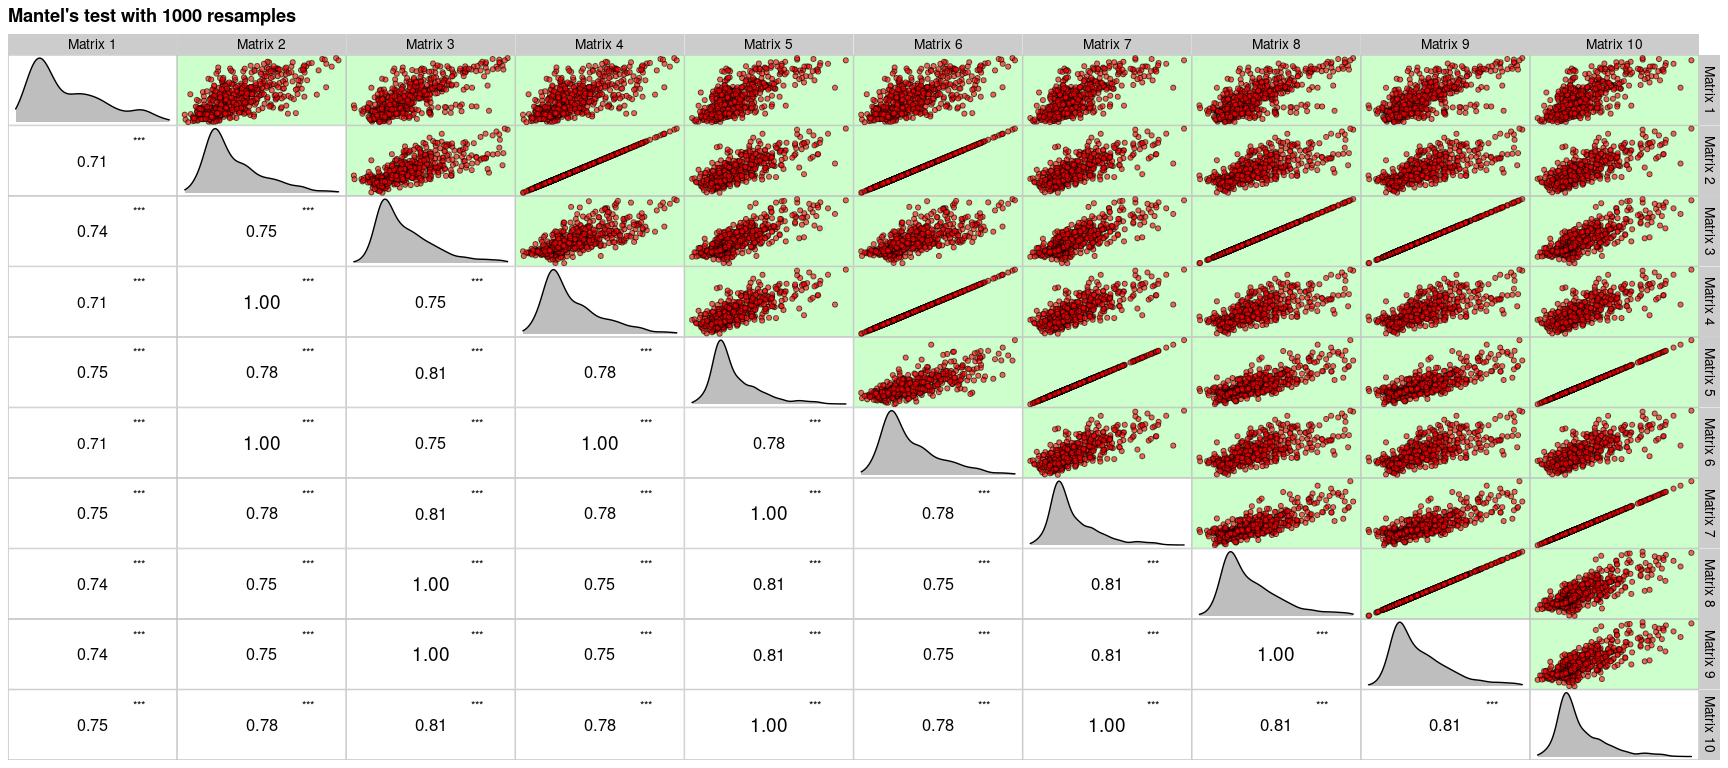 Mantel's test with 1000 resamples
Matrix 1 Matrix 2 Matrix 3 Matrix 4 Matrix 5 Matrix 6 Matrix 7 Matrix 8 Matrix 9 Matrix 10
Matrix 1
*** 0.71 Matrix 2
*** 0.74 *** 0.75 Matrix 3
*** 0.71 *** 1.00 *** 0.75 Matrix 4
*** 0.75 *** 0.78 *** 0.81 *** 0.78 Matrix 5
*** 0.71 *** 1.00 *** 0.75 *** 1.00 *** 0.78 Matrix 6
*** 0.75 *** 0.78 *** 0.81 *** 0.78 *** 1.00 *** 0.78 Matrix 7
*** 0.74 *** 0.75 *** 1.00 *** 0.75 *** 0.81 *** 0.75 *** 0.81 Matrix 8
*** 0.74 *** 0.75 *** 1.00 *** 0.75 *** 0.81 *** 0.75 *** 0.81 *** 1.00 Matrix 9
*** 0.75 *** 0.78 *** 0.81 *** 0.78 *** 1.00 *** 0.78 *** 1.00 *** 0.81 *** 0.81 Matrix 10